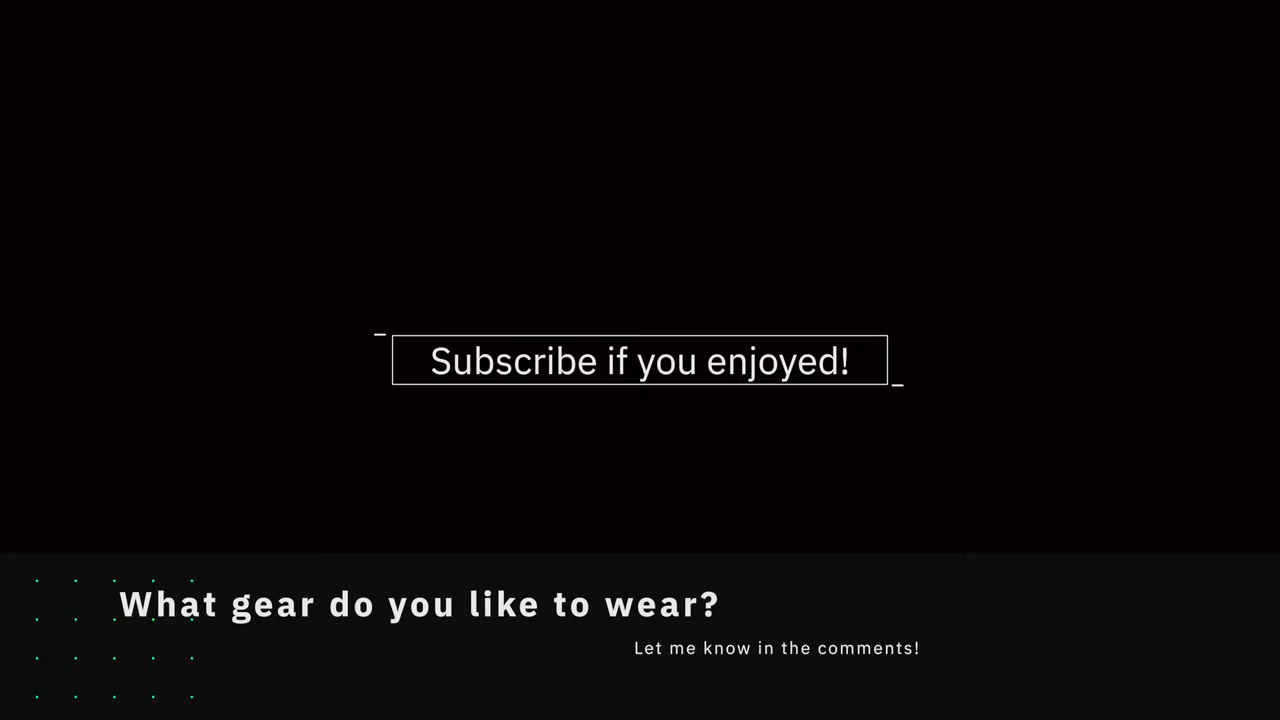 Subscribe if you enjoyed!
What gear do you like to wear?
Let me know in the comments!